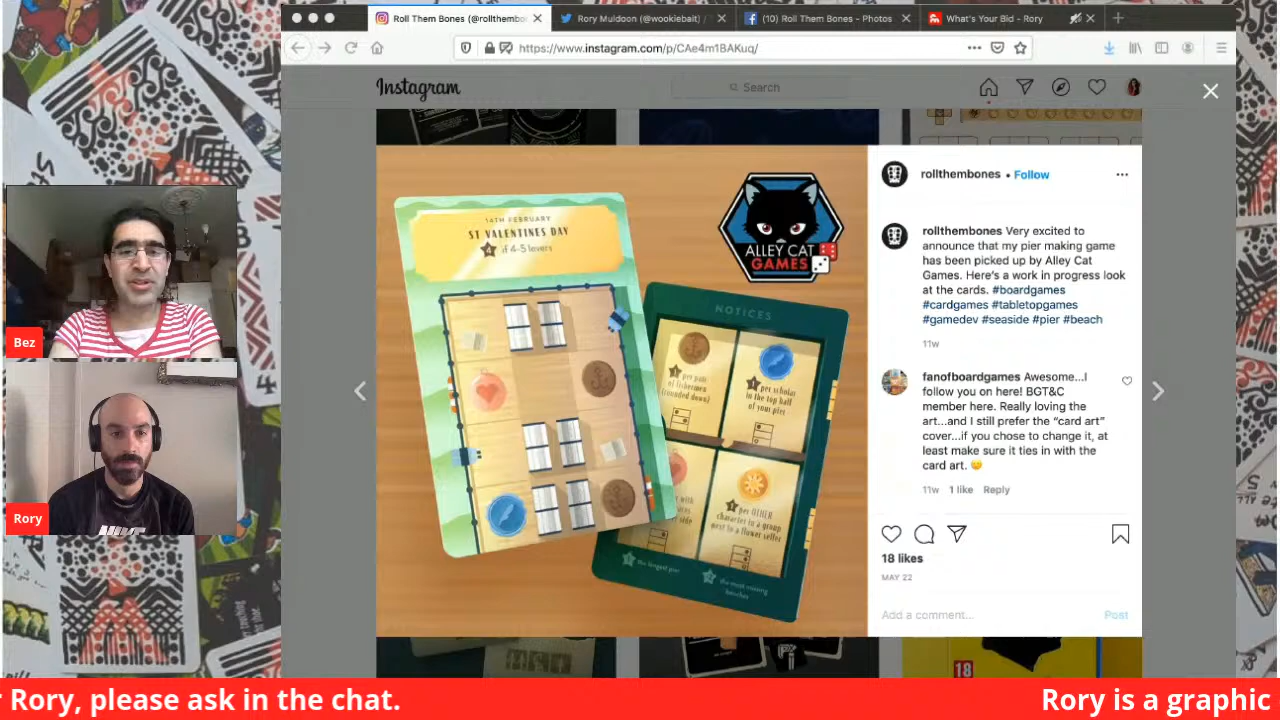 Roll Them Bones (@rollthembo
Rory Muldoon (@wookiebait) /
(10) Roll Them Bones - Photos
What's Your Bid - Rory
https://www.instagram.com/p/CAe4m1BAKuq/
Instagram
Search
14TH FEBRUARY
ST VALENTINES DAY
4 if 4-5 levers
ALLEY CAT
GAMES
NOTICES
1 per pair
of fishermen
(rounded down)
1 per scholar
in the top half
of your pier
1 per OTHER
character in a group
next to a flower seller
the longest pier
the most missing
benches
rollthembones • Follow
rollthembones Very excited to
announce that my pier making game
has been picked up by Alley Cat
Games. Here's a work in progress look
at the cards. #boardgames
#cardgames #tabletopgames
#gamedev #seaside #pier #beach
11w
fanofboardgames Awesome...I
follow you on here! BGT&C
member here. Really loving the
art...and I still prefer the “card art”
cover...if you chose to change it, at
least make sure it ties in with the
card art.
11w 1 like Reply
18 likes
MAY 22
Add a comment... Post
18
Bez
Rory
r Rory, please ask in the chat.
Rory is a graphic